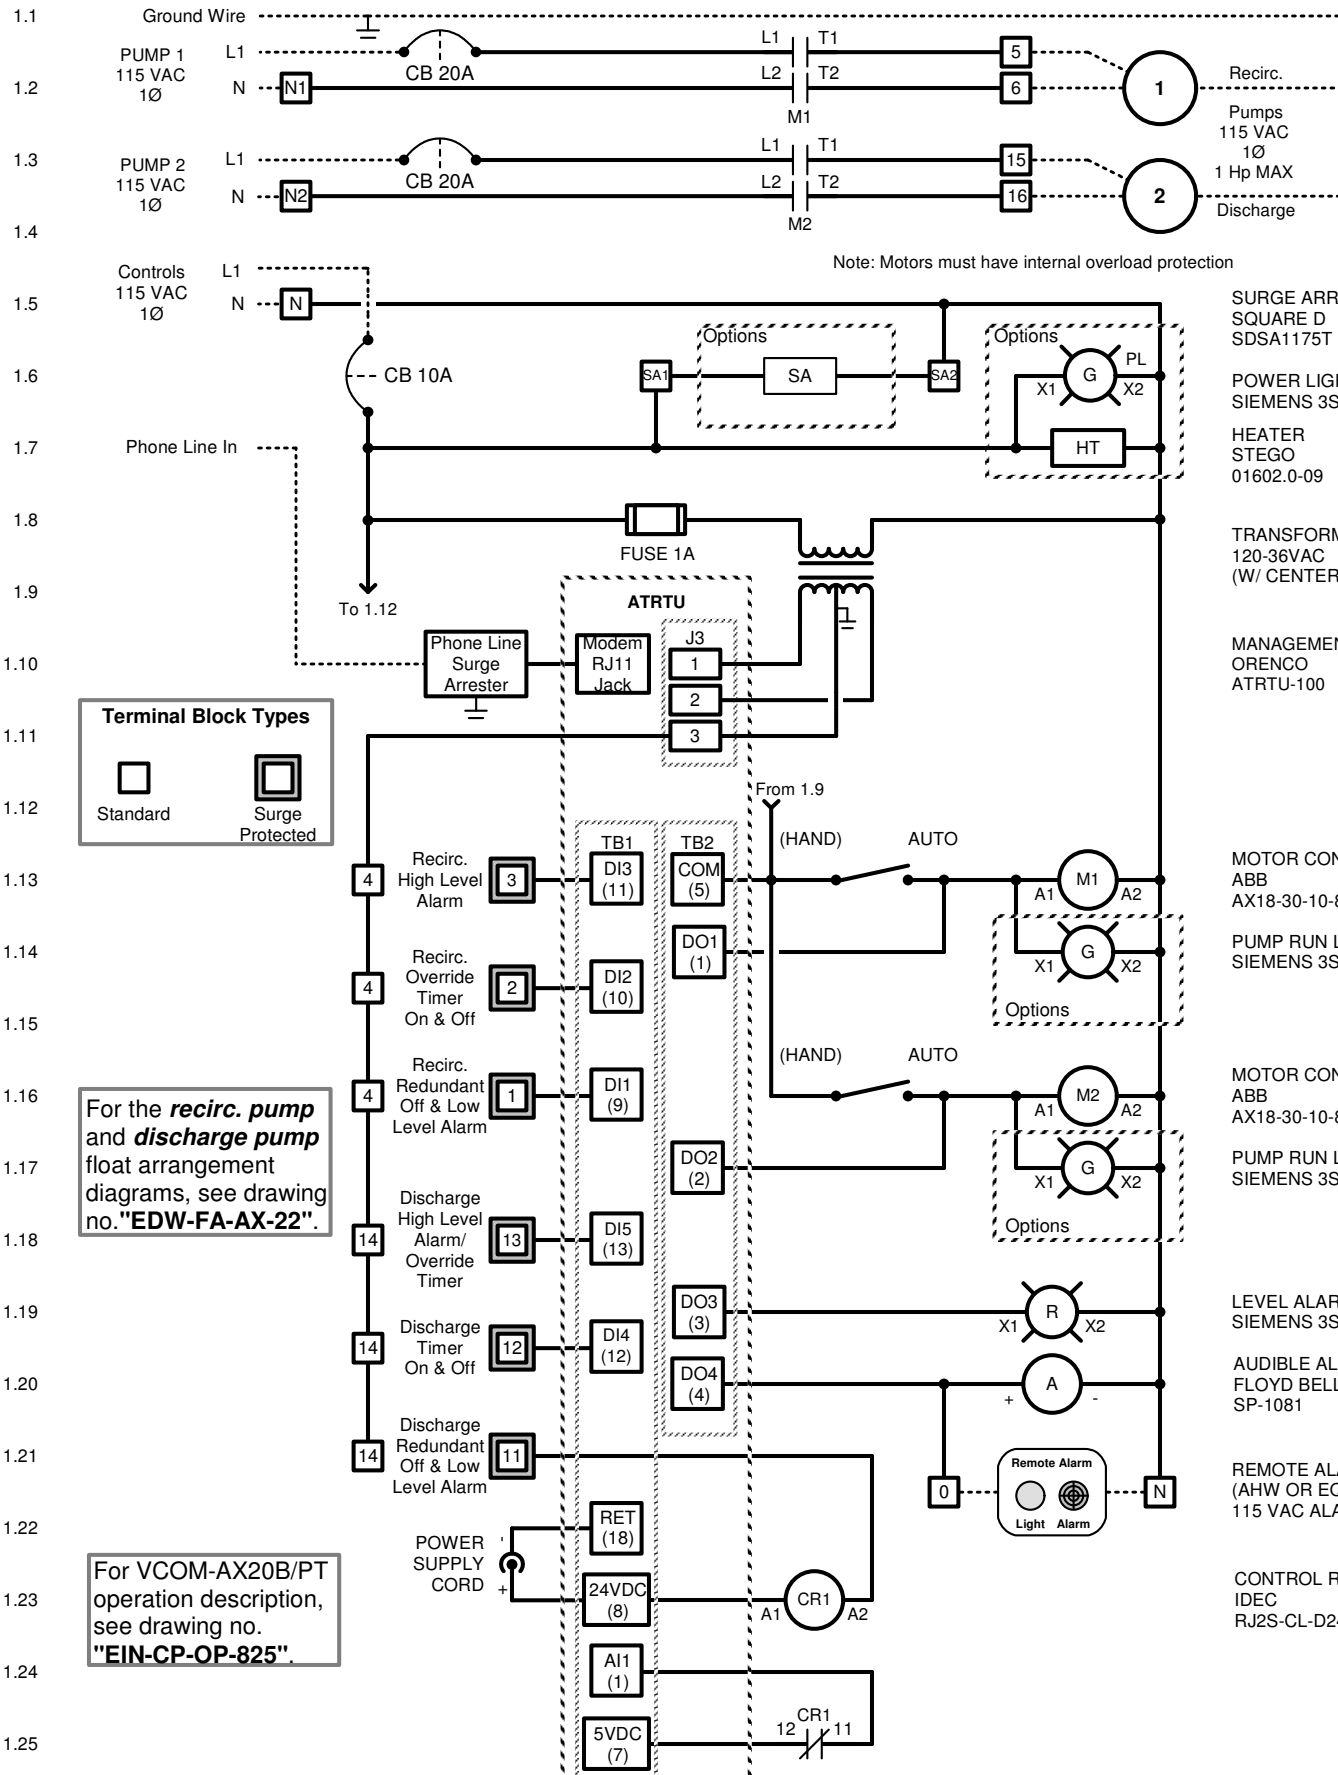 1.1
Ground Wire
PUMP 1
115 VAC
1Ø
L1
N
N1
CB 20A
L1
T1
L2
T2
M1
5
6
1
Recirc.
1.2
Pumps
115 VAC
1Ø
1 Hp MAX
1.3
PUMP 2
115 VAC
1Ø
L1
N
N2
CB 20A
L1
T1
L2
T2
M2
15
16
2
Discharge
1.4
Note: Motors must have internal overload protection
Controls
115 VAC
1Ø
L1
N
N
1.5
SURGE ARR
SQUARE D
SDSA1175T
1.6
CB 10A
Options
SA1
SA
SA2
Options
G
PL
X1
X2
POWER LIG
SIEMENS 3S
1.7
Phone Line In
HT
HEATER
STEGO
01602.0-09
1.8
FUSE 1A
TRANSFORM
120-36VAC
(W/ CENTER
1.9
To 1.12
ATRTU
1.10
Phone Line
Surge
Arrester
Modem
RJ11
Jack
J3
1
2
3
MANAGEMEN
ORENCO
ATRTU-100
1.11
Terminal Block Types
Standard
Surge
Protected
1.12
From 1.9
(HAND)
AUTO
TB1
TB2
1.13
4
Recirc.
High Level
Alarm
3
DI3
(11)
COM
(5)
A1
M1
A2
MOTOR CON
ABB
AX18-30-10-8
1.14
DO1
(1)
X1
G
X2
Options
PUMP RUN L
SIEMENS 3S
4
Recirc.
Override
Timer
On & Off
2
DI2
(10)
1.15
(HAND)
AUTO
1.16
4
Recirc.
Redundant
Off & Low
Level Alarm
1
DI1
(9)
A1
M2
A2
MOTOR CON
ABB
AX18-30-10-8
For the recirc. pump
and discharge pump
float arrangement
diagrams, see drawing
no."EDW-FA-AX-22".
1.17
DO2
(2)
X1
G
X2
Options
PUMP RUN L
SIEMENS 3S
1.18
14
Discharge
High Level
Alarm/
Override
Timer
13
DI5
(13)
1.19
DO3
(3)
X1
R
X2
LEVEL ALAR
SIEMENS 3S
14
Discharge
Timer
On & Off
12
DI4
(12)
1.20
DO4
(4)
+
A
-
AUDIBLE AL
FLOYD BELL
SP-1081
1.21
14
Discharge
Redundant
Off & Low
Level Alarm
11
0
Remote Alarm
Light
Alarm
N
REMOTE ALA
(AHW OR EQ
115 VAC ALA
1.22
POWER
SUPPLY
CORD
-
+
RET
(18)
1.23
24VDC
(8)
A1
CR1
A2
CONTROL R
IDEC
RJ2S-CL-D24
For VCOM-AX20B/PT
operation description,
see drawing no.
"EIN-CP-OP-825".
1.24
AI1
(1)
1.25
5VDC
(7)
12
CR1
11